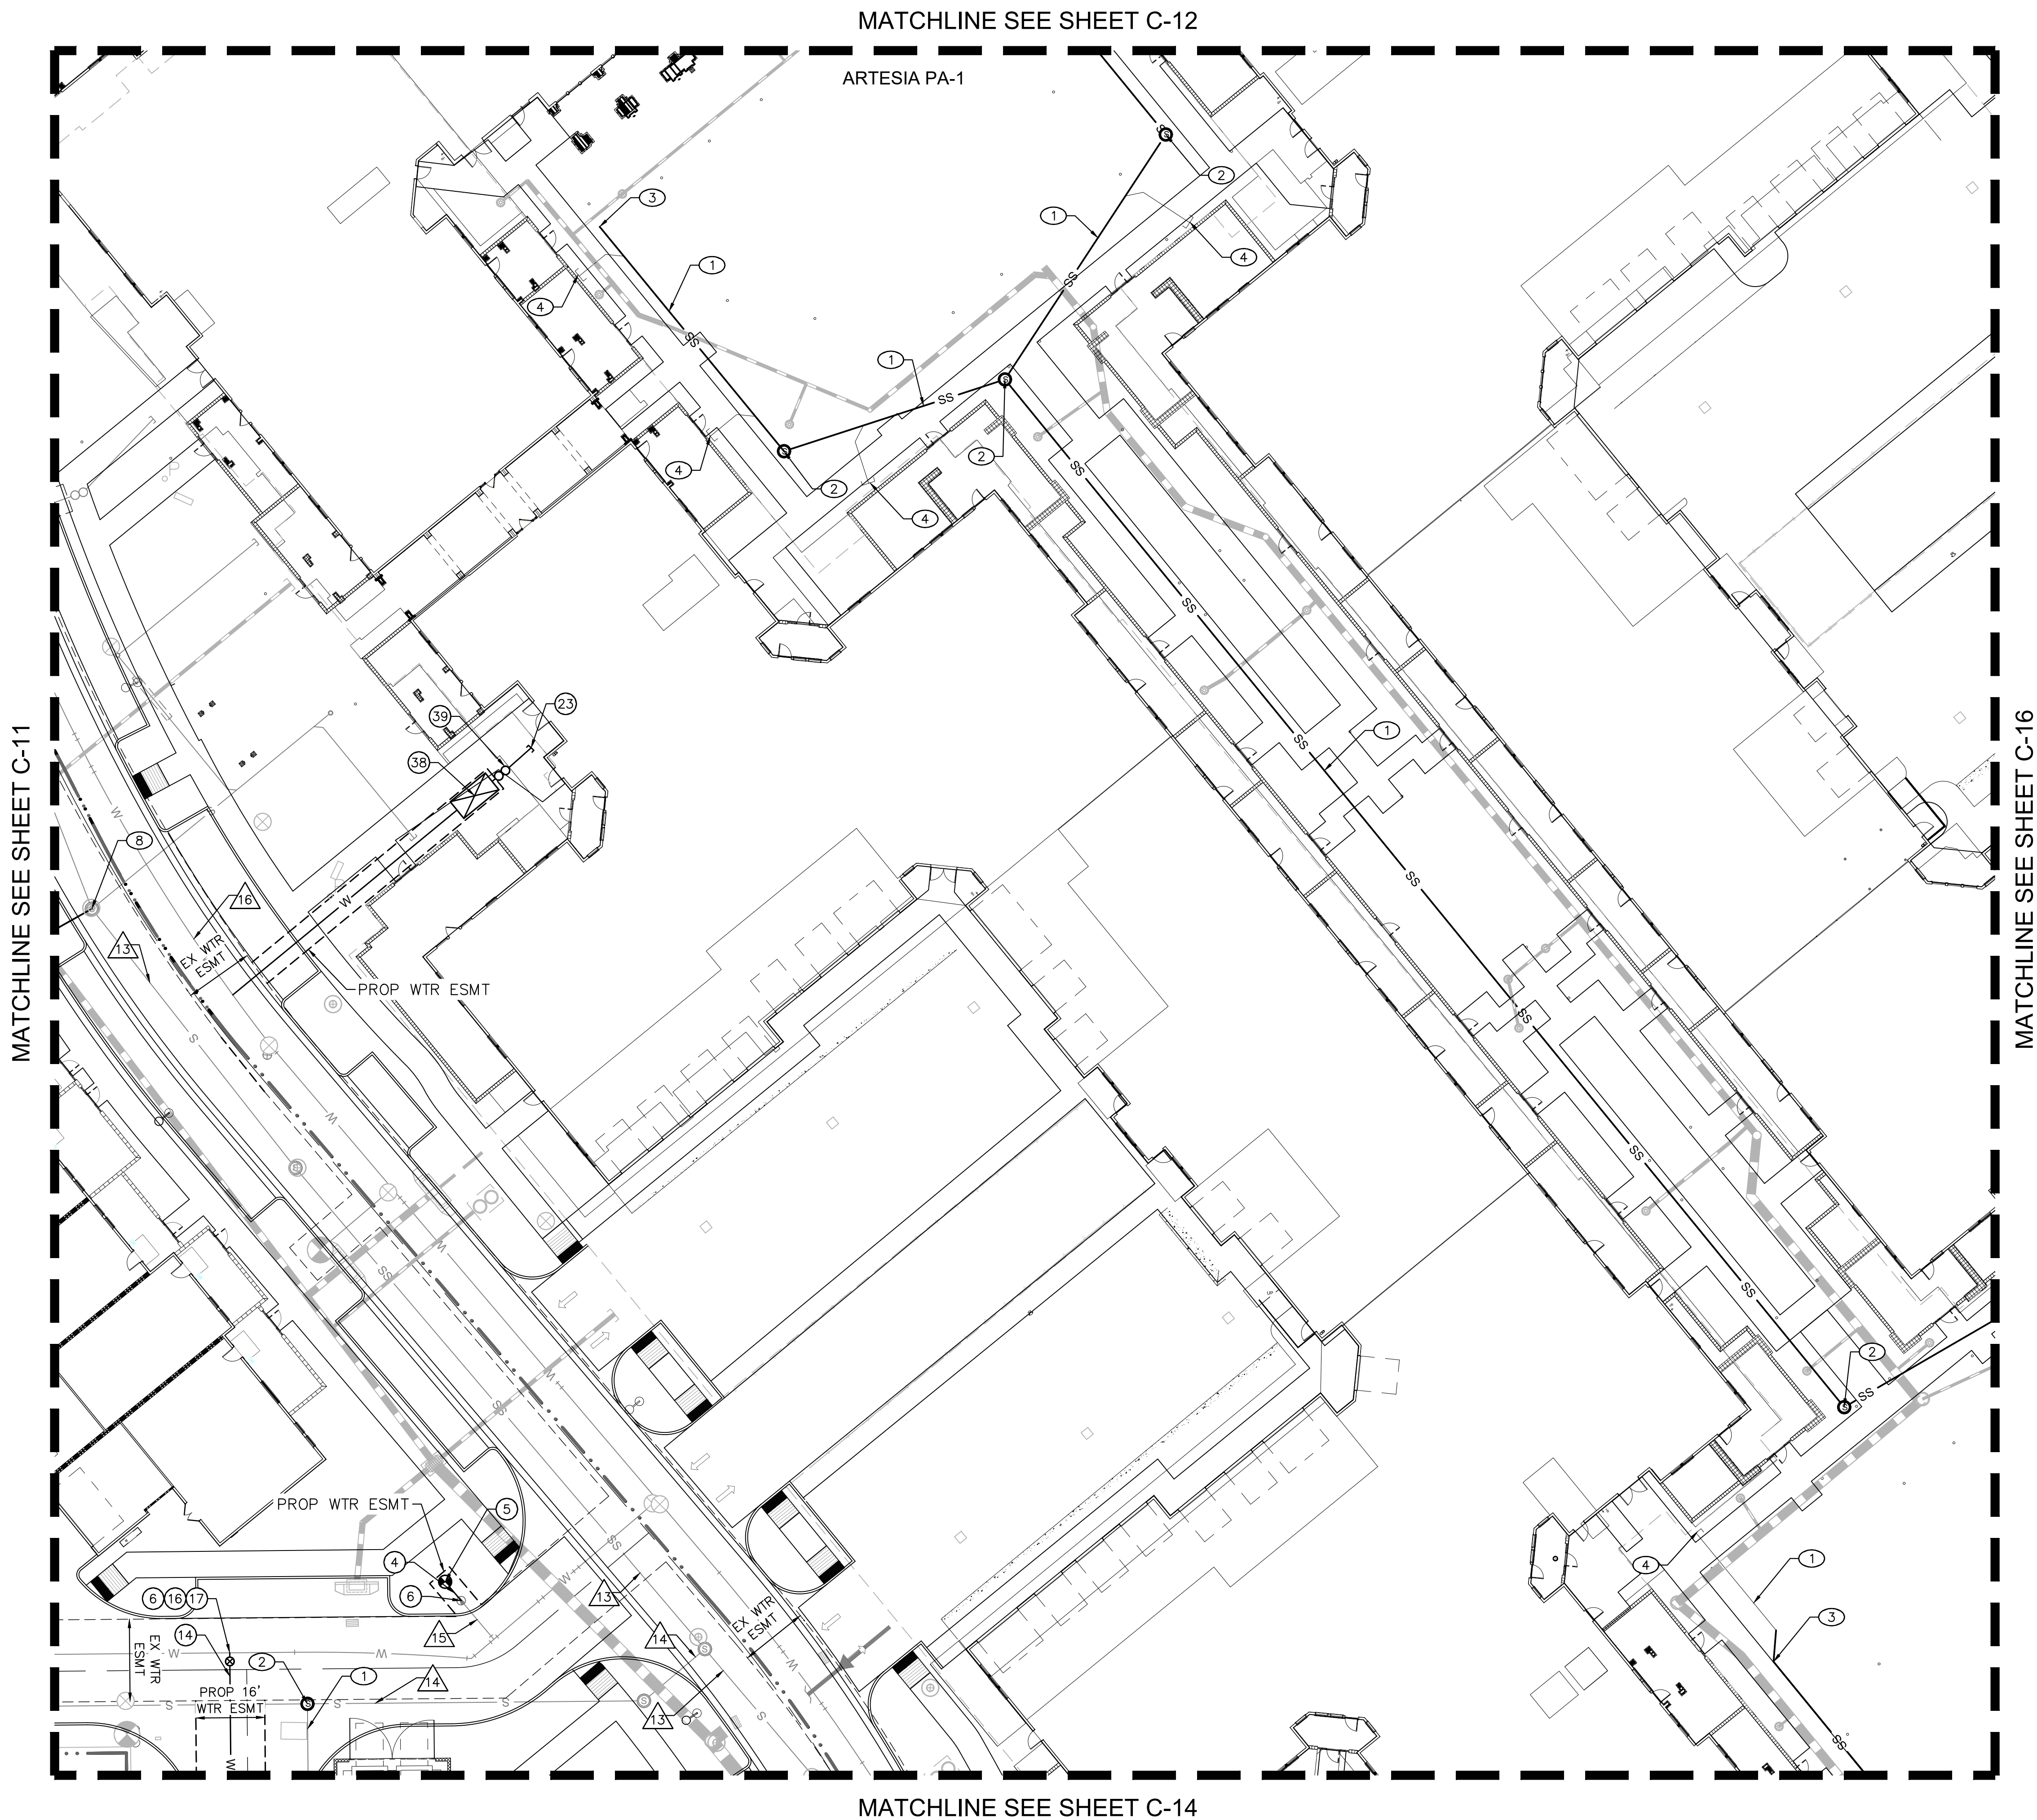 MATCHLINE SEE SHEET C-12
ARTESIA PA-1
2
3
1
1
4
4
1
2
4
2
4
SS
SS
SS
SS
SS
SS
1
39
23
38
MATCHLINE SEE SHEET C-11
MATCHLINE SEE SHEET C-16
W
8
16
W
SS
13
EX WTR
ESMT
PROP WTR ESMT
SS
S
W
W
SS
SS
2
SS
W
SS
PROP WTR ESMT
5
SS
4
6
W
13
4
1
6 16 17
15
EX WTR
ESMT
3
14
EX WTR
ESMT
W
W
14
S
2
1
14
PROP 16'
WTR ESMT
S
S
S
S
13
S
W
W
SS
MATCHLINE SEE SHEET C-14